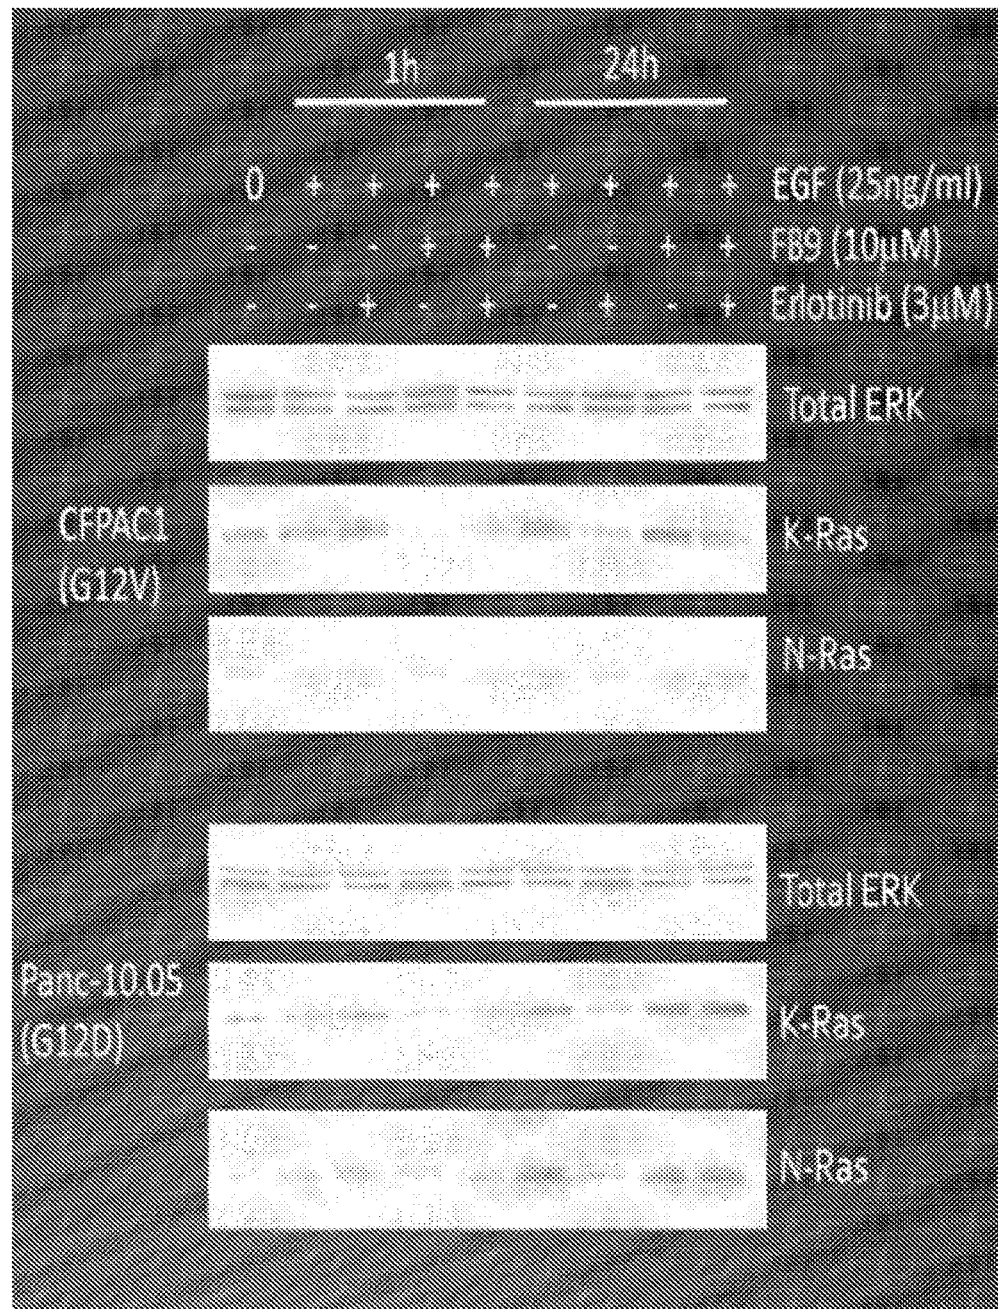 1h 24h
0 + + + + + + + + EGF (25ng/ml)
- - - + + - - + + FB9 (10µM)
- - + - + - + - + Erlotinib (3µM)
Total ERK
CFPAC1
(G12V)
K-Ras
N-Ras
Total ERK
Panc-10.05
(G12D)
K-Ras
N-Ras